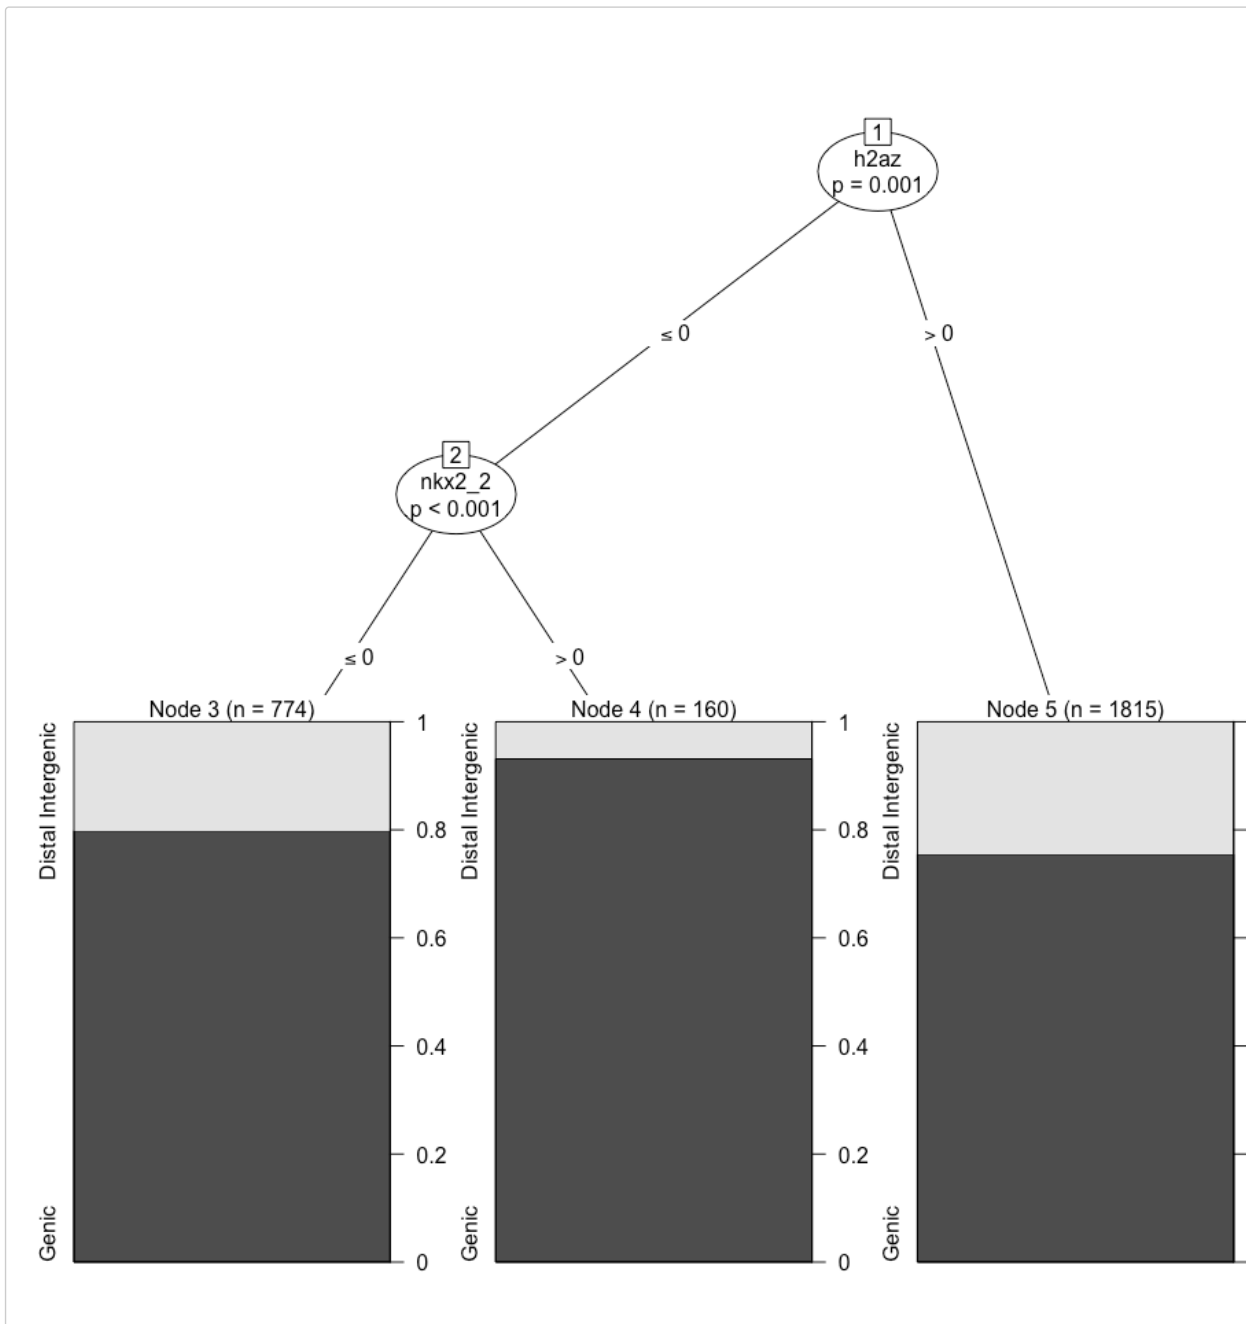 1
h2az
p = 0.001
≤ 0
> 0
2
nkx2_2
p < 0.001
≤ 0
> 0
Node 3 (n = 774)
Distal Intergenic
Genic
1
0.8
0.6
0.4
0.2
0
Node 4 (n = 160)
Distal Intergenic
Genic
1
0.8
0.6
0.4
0.2
0
Node 5 (n = 1815)
Distal Intergenic
Genic